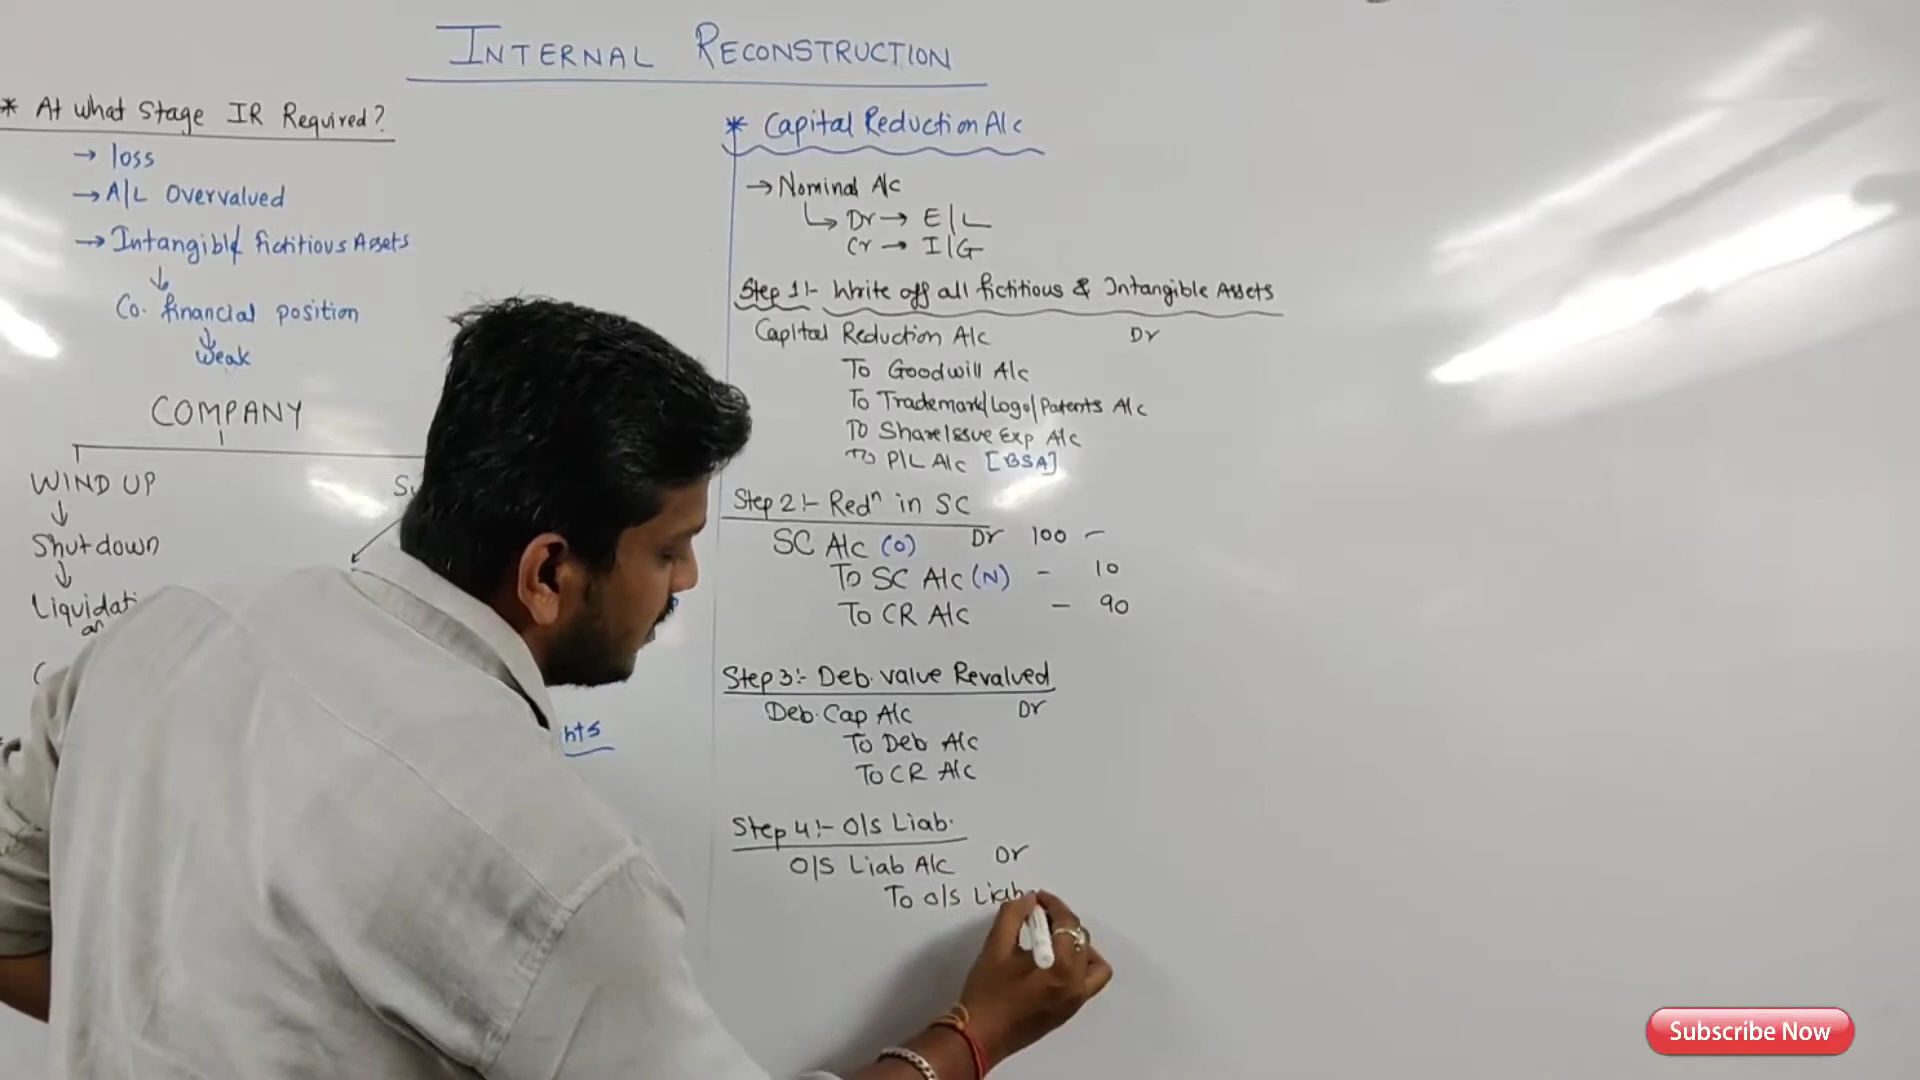 INTERNAL RECONSTRUCTION
* At what Stage IR Required?
→ loss
→ A/L Overvalued
→ Intangible/ fictitious Assets
↓
Co. financial position
↓
weak
COMPANY
WIND UP
↓
Shutdown
↓
* Capital Reduction A/c
→ Nominal A/c
↳ Dr → E/L
Cr → I/G
Step 1:- Write off all fictitious & Intangible Assets
Capital Reduction A/c Dr
To Goodwill A/c
To Trademark/Logo/Patents A/c
To Share Issue Exp A/c
To P/L A/c [BSA]
Step 2:- Redⁿ in SC
SC A/c (O) Dr 100 -
To SC A/c (N) - 10
To CR A/c - 90
Step 3:- Deb. value Revalued
Deb. Cap A/c Dr
To Deb A/c
To CR A/c
Step 4:- O/S Liab.
O/S Liab A/c Dr
To O/S Liab
Subscribe Now